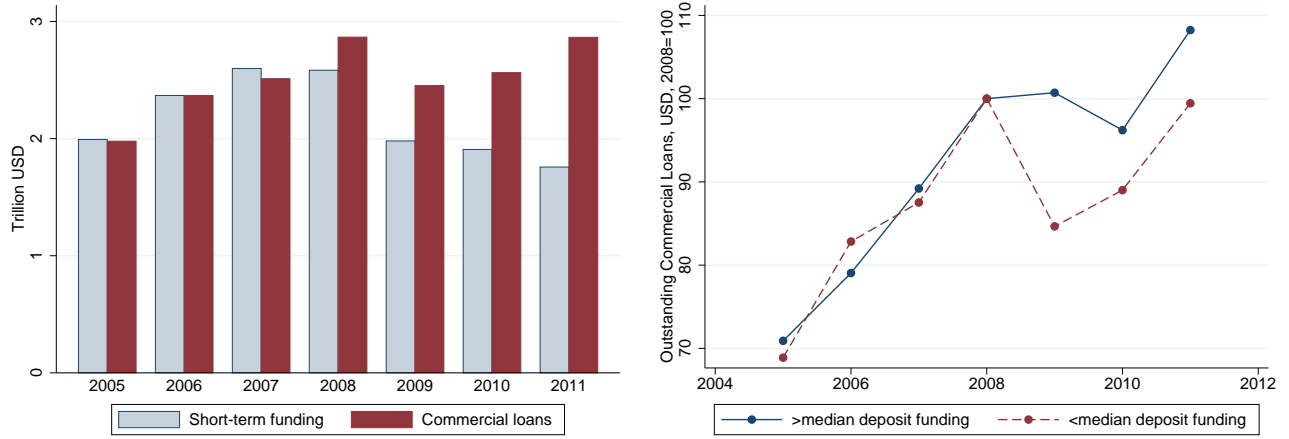 Trillion USD
3
2
1
0
2005 2006 2007 2008 2009 2010 2011
Short-term funding Commercial loans
Outstanding Commercial Loans, USD, 2008=100
110
100
90
80
70
2004 2006 2008 2010 2012
>median deposit funding <median deposit funding